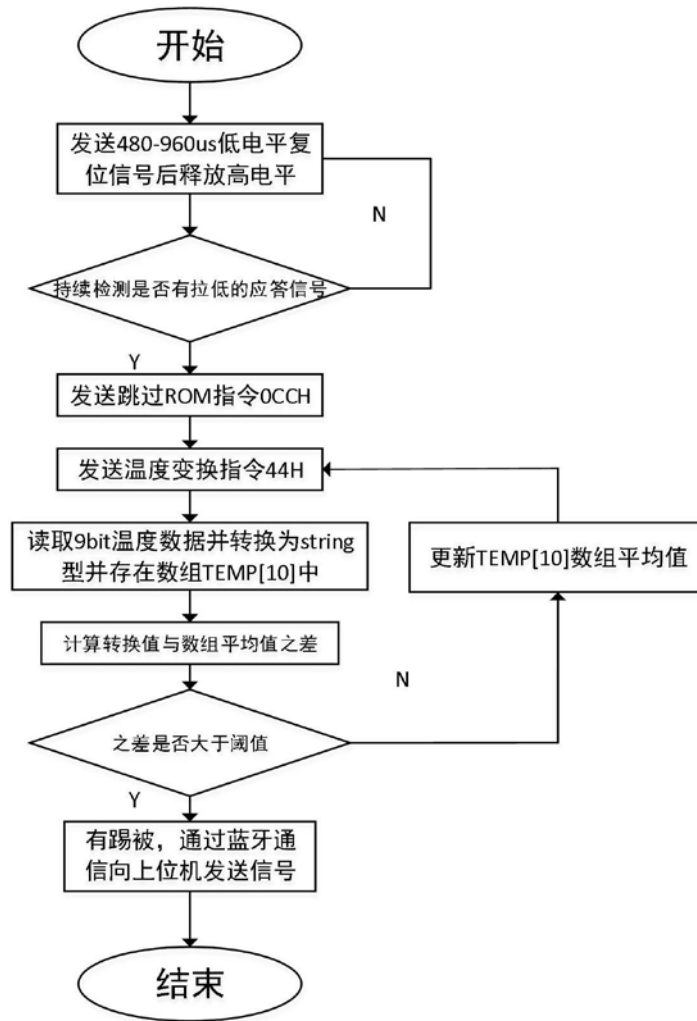 开始
发送480-960us低电平复
位信号后释放高电平
N
持续检测是否有拉低的应答信号
Y
发送跳过ROM指令0CCH
发送温度变换指令44H
读取9bit温度数据并转换为string
型并存在数组TEMP[10]中
更新TEMP[10]数组平均值
计算转换值与数组平均值之差
N
之差是否大于阈值
Y
有踢被，通过蓝牙通
信向上位机发送信号
结束